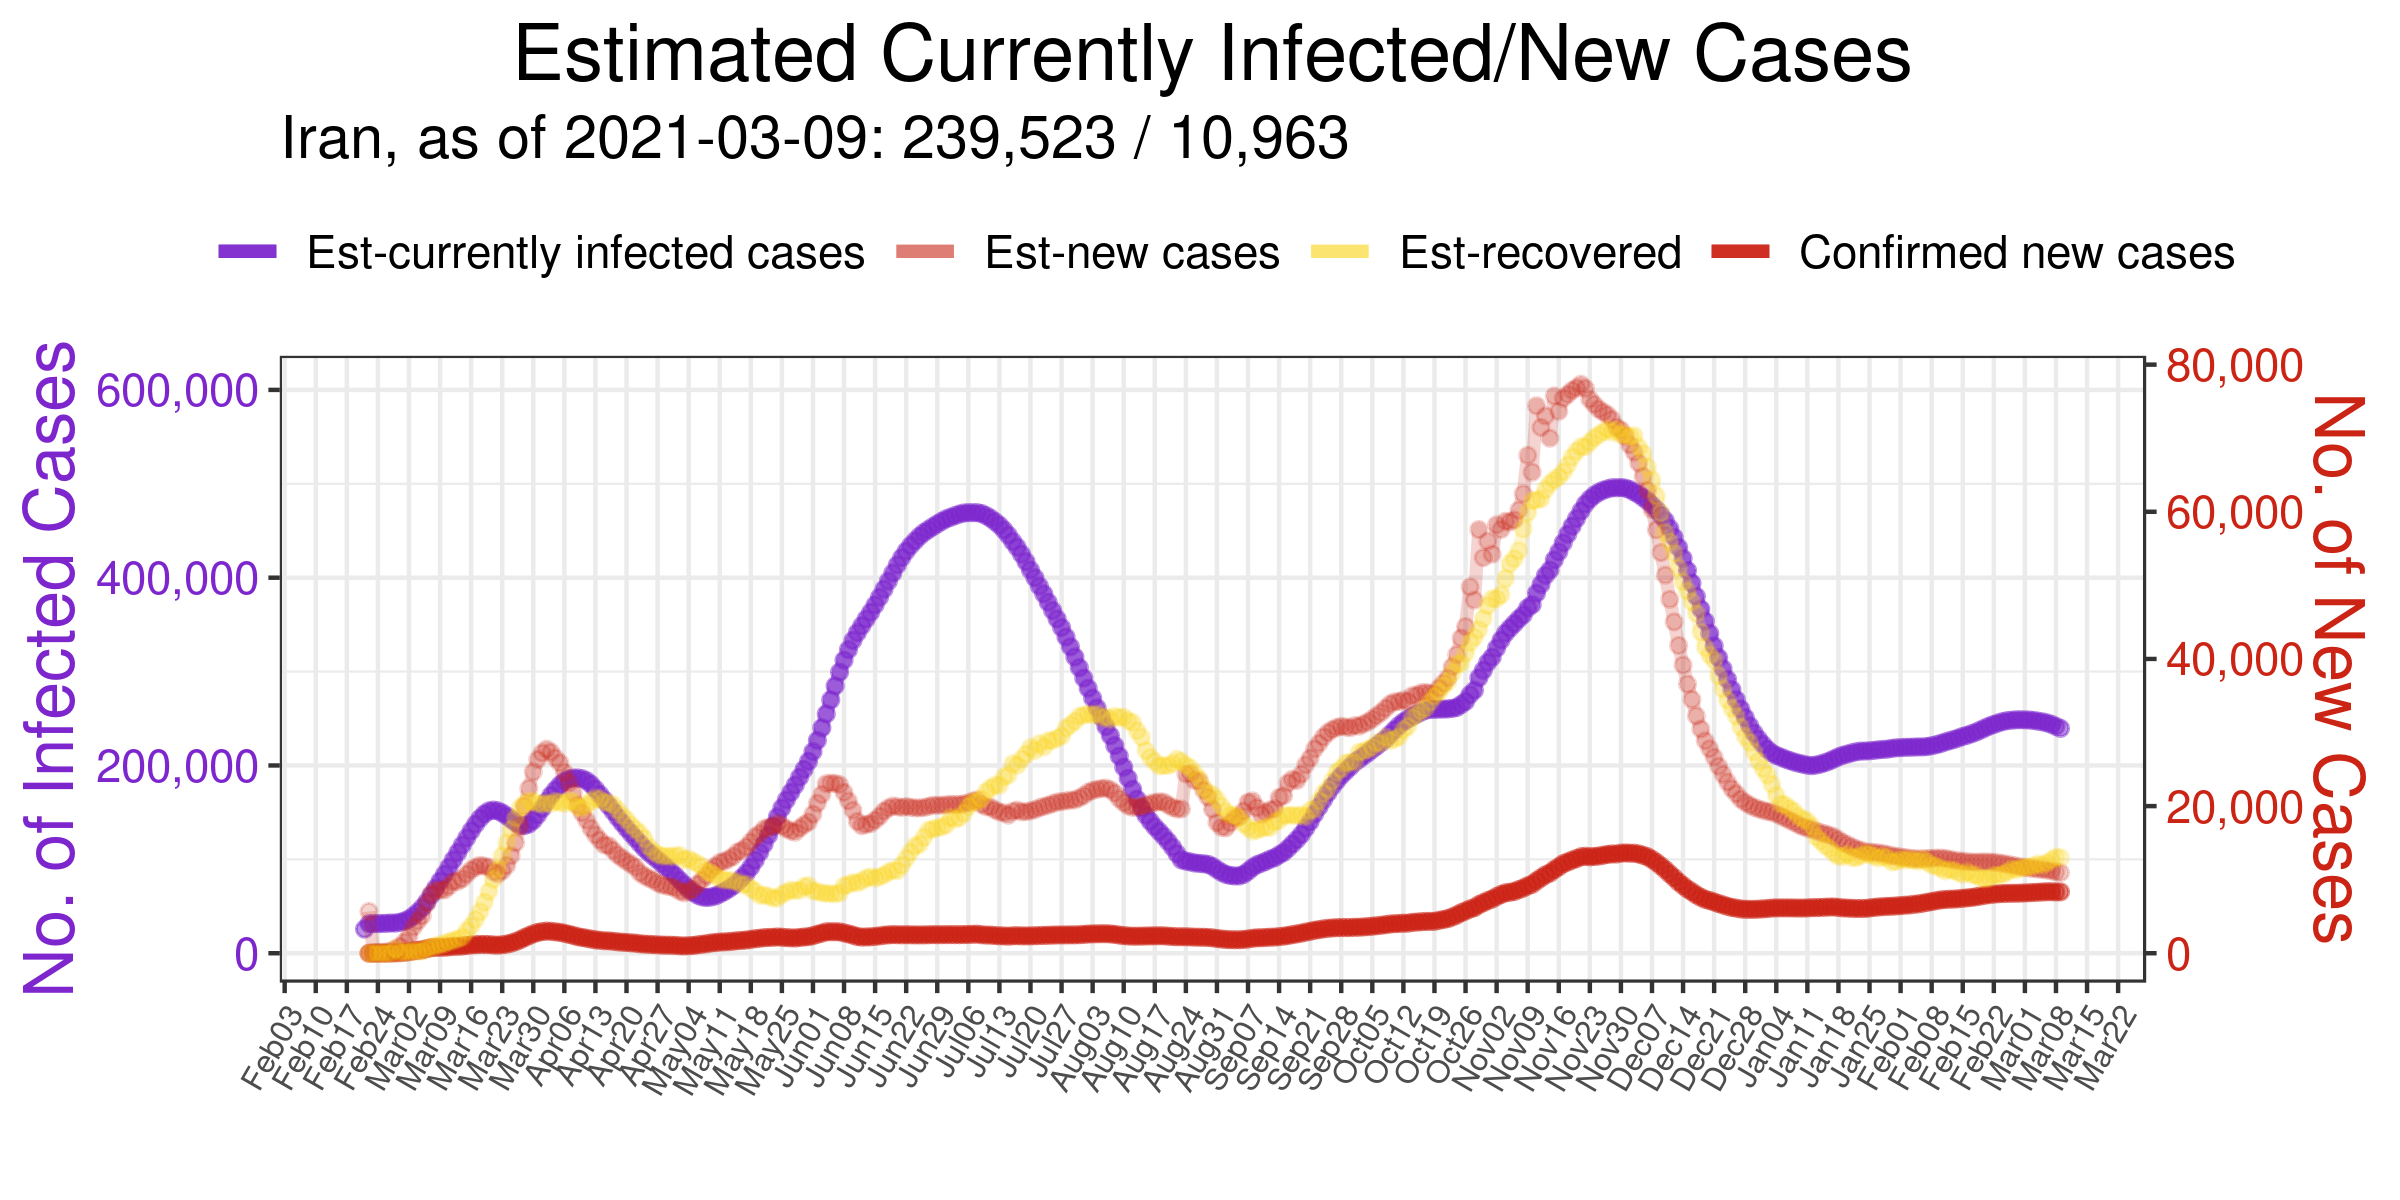 Estimated Currently Infected/New Cases
Iran, as of 2021-03-09: 239,523 / 10,963
Est-currently infected cases Est-new cases Est-recovered Confirmed new cases
No. of Infected Cases
600,000
400,000
200,000
0
80,000
60,000
40,000
20,000
0
No. of New Cases
Feb03 Feb10 Feb17 Feb24 Mar02 Mar09 Mar16 Mar23 Mar30 Apr06 Apr13 Apr20 Apr27 May04 May11 May18 May25 Jun01 Jun08 Jun15 Jun22 Jun29 Jul06 Jul13 Jul20 Jul27 Aug03 Aug10 Aug17 Aug24 Aug31 Sep07 Sep14 Sep21 Sep28 Oct05 Oct12 Oct19 Oct26 Nov02 Nov09 Nov16 Nov23 Nov30 Dec07 Dec14 Dec21 Dec28 Jan04 Jan11 Jan18 Jan25 Feb01 Feb08 Feb15 Feb22 Mar01 Mar08 Mar15 Mar22